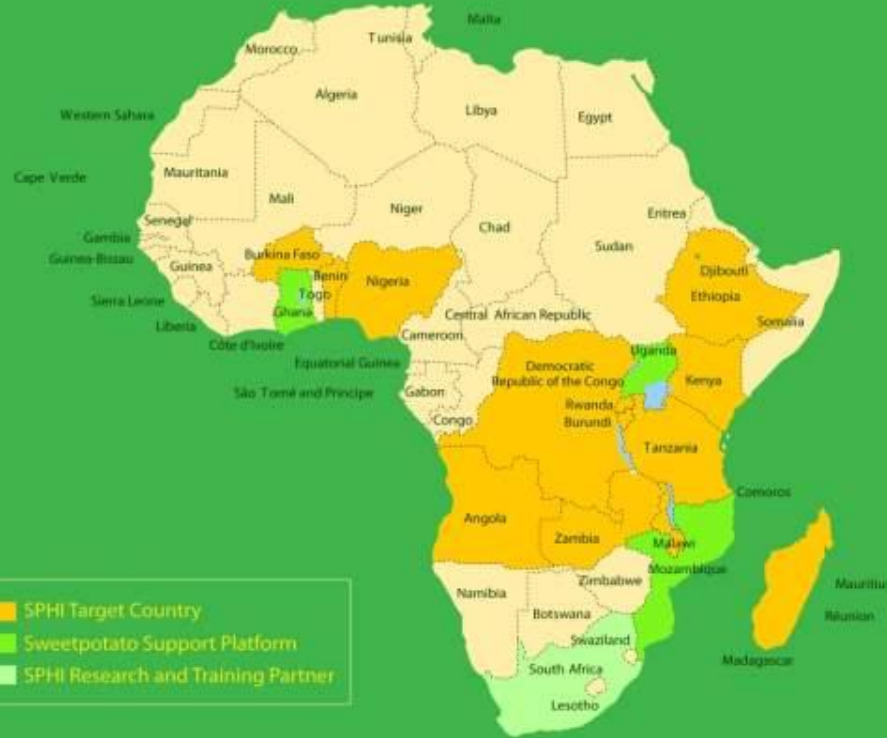 Malta
Tunisia
Morocco
Algeria
Libya
Egypt
Western Sahara
Cape Verde
Mauritania
Mali
Niger
Chad
Sudan
Eritrea
Senegal
Gambia
Guinea-Bissau
Guinea
Sierra Leone
Liberia
Côte d'Ivoire
Burkina Faso
Benin
Togo
Ghana
Nigeria
Djibouti
Ethiopia
Somalia
Central African Republic
Cameroon
Equatorial Guinea
São Tomé and Principe
Gabon
Congo
Democratic
Republic of the Congo
Uganda
Kenya
Rwanda
Burundi
Tanzania
Comoros
Angola
Zambia
Malawi
Mozambique
Zimbabwe
Namibia
Botswana
Swaziland
South Africa
Lesotho
Madagascar
Mauritiu
Réunion
SPHI Target Country
Sweetpotato Support Platform
SPHI Research and Training Partner